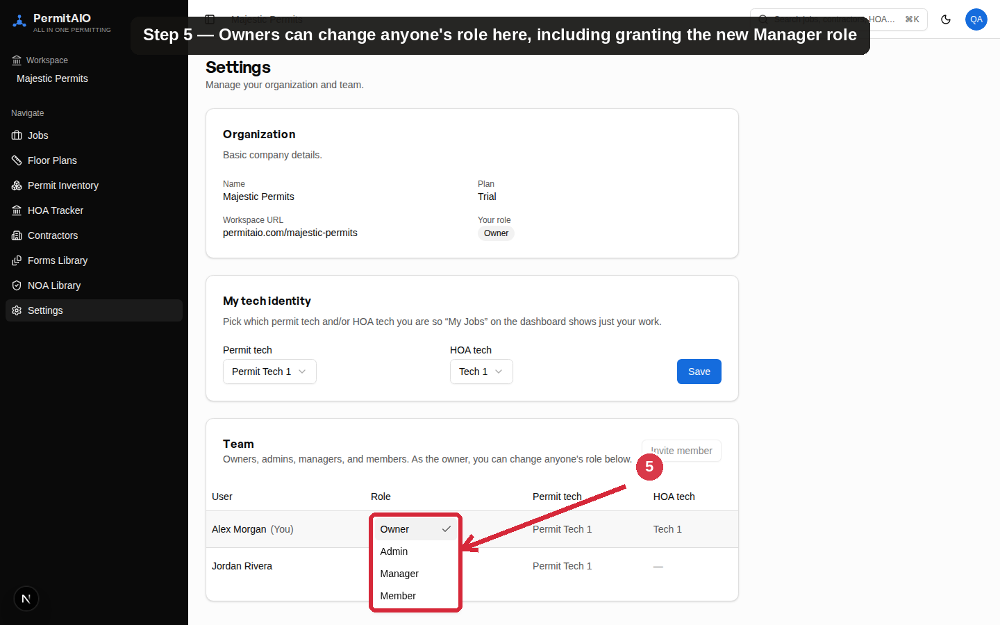 PermitAIO
ALL IN ONE PERMITTING
Majestic Permits
Search jobs, contractors, HOA… ⌘K
QA
Step 5 — Owners can change anyone's role here, including granting the new Manager role
Workspace
Majestic Permits
Navigate
Jobs
Floor Plans
Permit Inventory
HOA Tracker
Contractors
Forms Library
NOA Library
Settings
N
Settings
Manage your organization and team.
Organization
Basic company details.
Name
Majestic Permits
Plan
Trial
Workspace URL
permitaio.com/majestic-permits
Your role
Owner
My tech identity
Pick which permit tech and/or HOA tech you are so “My Jobs” on the dashboard shows just your work.
Permit tech
Permit Tech 1
HOA tech
Tech 1
Save
Team
Owners, admins, managers, and members. As the owner, you can change anyone's role below.
Invite member
5
User Role Permit tech HOA tech
Alex Morgan (You) Owner Permit Tech 1 Tech 1
Admin
Jordan Rivera Permit Tech 1 —
Manager
Member